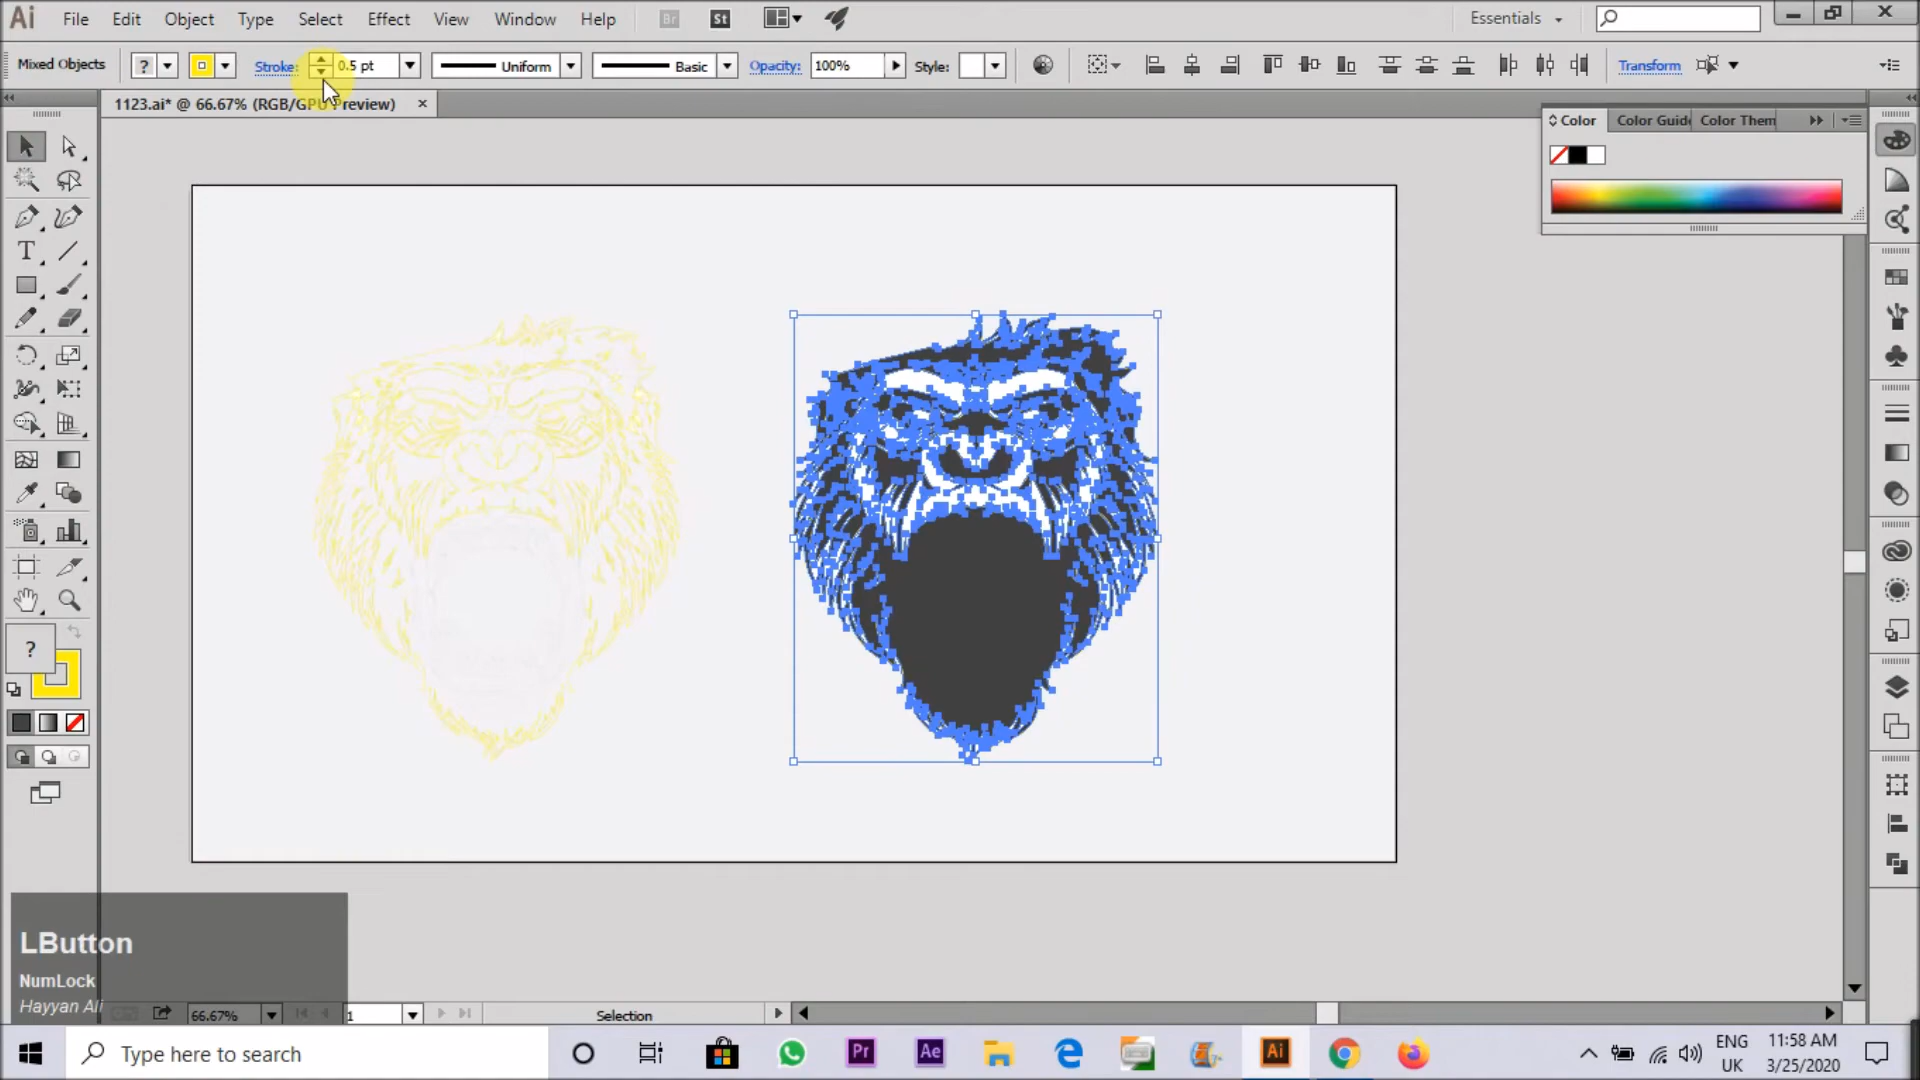 Ai File Edit Object Type Select Effect View Window Help Br St Essentials
Mixed Objects ? Stroke: 0.5 pt Uniform Basic Opacity: 100% Style: Transform
1123.ai* @ 66.67% (RGB/GPU Preview) ×
Color Color Guid Color Them
T
?
LButton
NumLock
Hayyan Ali
66.67% 1 Selection
Type here to search Pr Ae Ai
ENG
UK
11:58 AM
3/25/2020